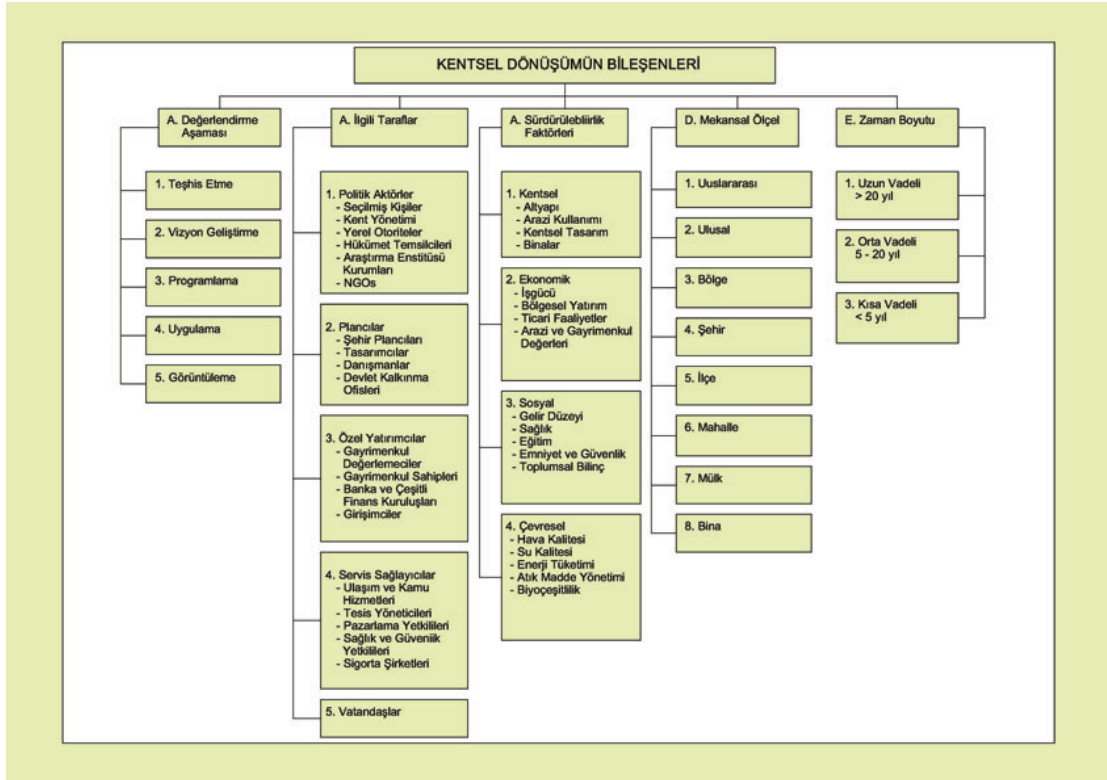 KENTSEL DÖNÜŞÜMÜN BİLEŞENLERİ
A. Değerlendirme
Aşaması
1. Teşhis Etme
2. Vizyon Geliştirme
3. Programlama
4. Uygulama
5. Görüntüleme
A. İlgili Taraflar
1. Politik Aktörler
- Seçilmiş Kişiler
- Kent Yönetimi
- Yerel Otoriteler
- Hükümet Temsilcileri
- Araştırma Enstitüsü
Kurumları
- NGOs
2. Plancılar
- Şehir Plancıları
- Tasarımcılar
- Danışmanlar
- Devlet Kalkınma
Ofisleri
3. Özel Yatırımcılar
- Gayrimenkul
Değerlemeciler
- Gayrimenkul Sahipleri
- Banka ve Çeşitli
Finans Kuruluşları
- Girişimciler
4. Servis Sağlayıcılar
- Ulaşım ve Kamu
Hizmetleri
- Tesis Yöneticileri
- Pazarlama Yetkilileri
- Sağlık ve Güvenlik
Yetkilileri
- Sigorta Şirketleri
5. Vatandaşlar
A. Sürdürülebliirlik
Faktörleri
1. Kentsel
- Altyapı
- Arazi Kullanımı
- Kentsel Tasarım
- Binalar
2. Ekonomik
- İşgücü
- Bölgesel Yatırım
- Ticari Faaliyetler
- Arazi ve Gayrimenkul
Değerleri
3. Sosyal
- Gelir Düzeyi
- Sağlık
- Eğitim
- Emniyet ve Güvenlik
- Toplumsal Bilinç
4. Çevresel
- Hava Kalitesi
- Su Kalitesi
- Enerji Tüketimi
- Atık Madde Yönetimi
- Biyoçeşitlilik
D. Mekansal Ölçel
1. Uuslararası
2. Ulusal
3. Bölge
4. Şehir
5. İlçe
6. Mahalle
7. Mülk
8. Bina
E. Zaman Boyutu
1. Uzun Vadeli
> 20 yıl
2. Orta Vadeli
5 - 20 yıl
3. Kısa Vadeli
< 5 yıl